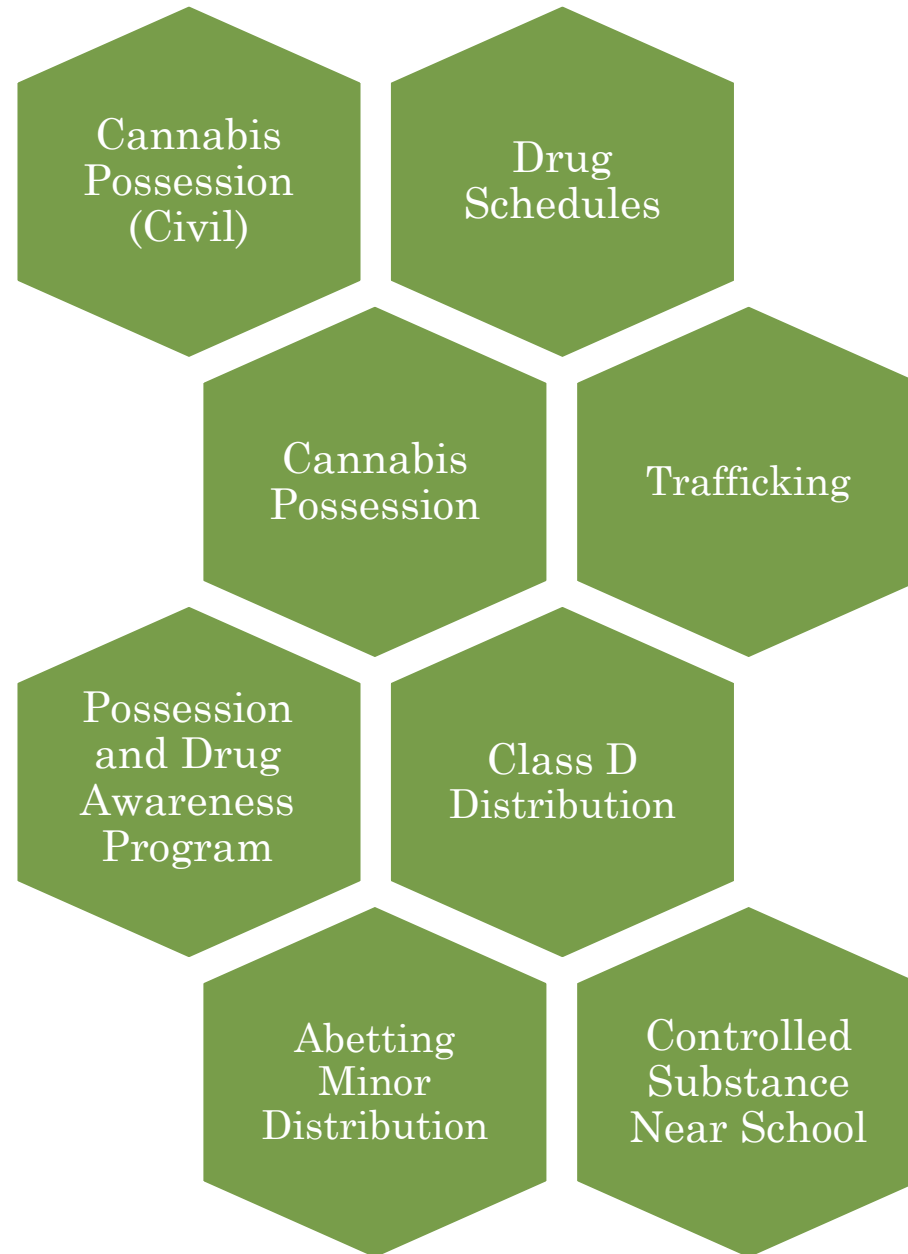 Cannabis
Possession
(Civil)
Drug
Schedules
Cannabis
Possession
Trafficking
Possession
and Drug
Awareness
Program
Class D
Distribution
Abetting
Minor
Distribution
Controlled
Substance
Near School